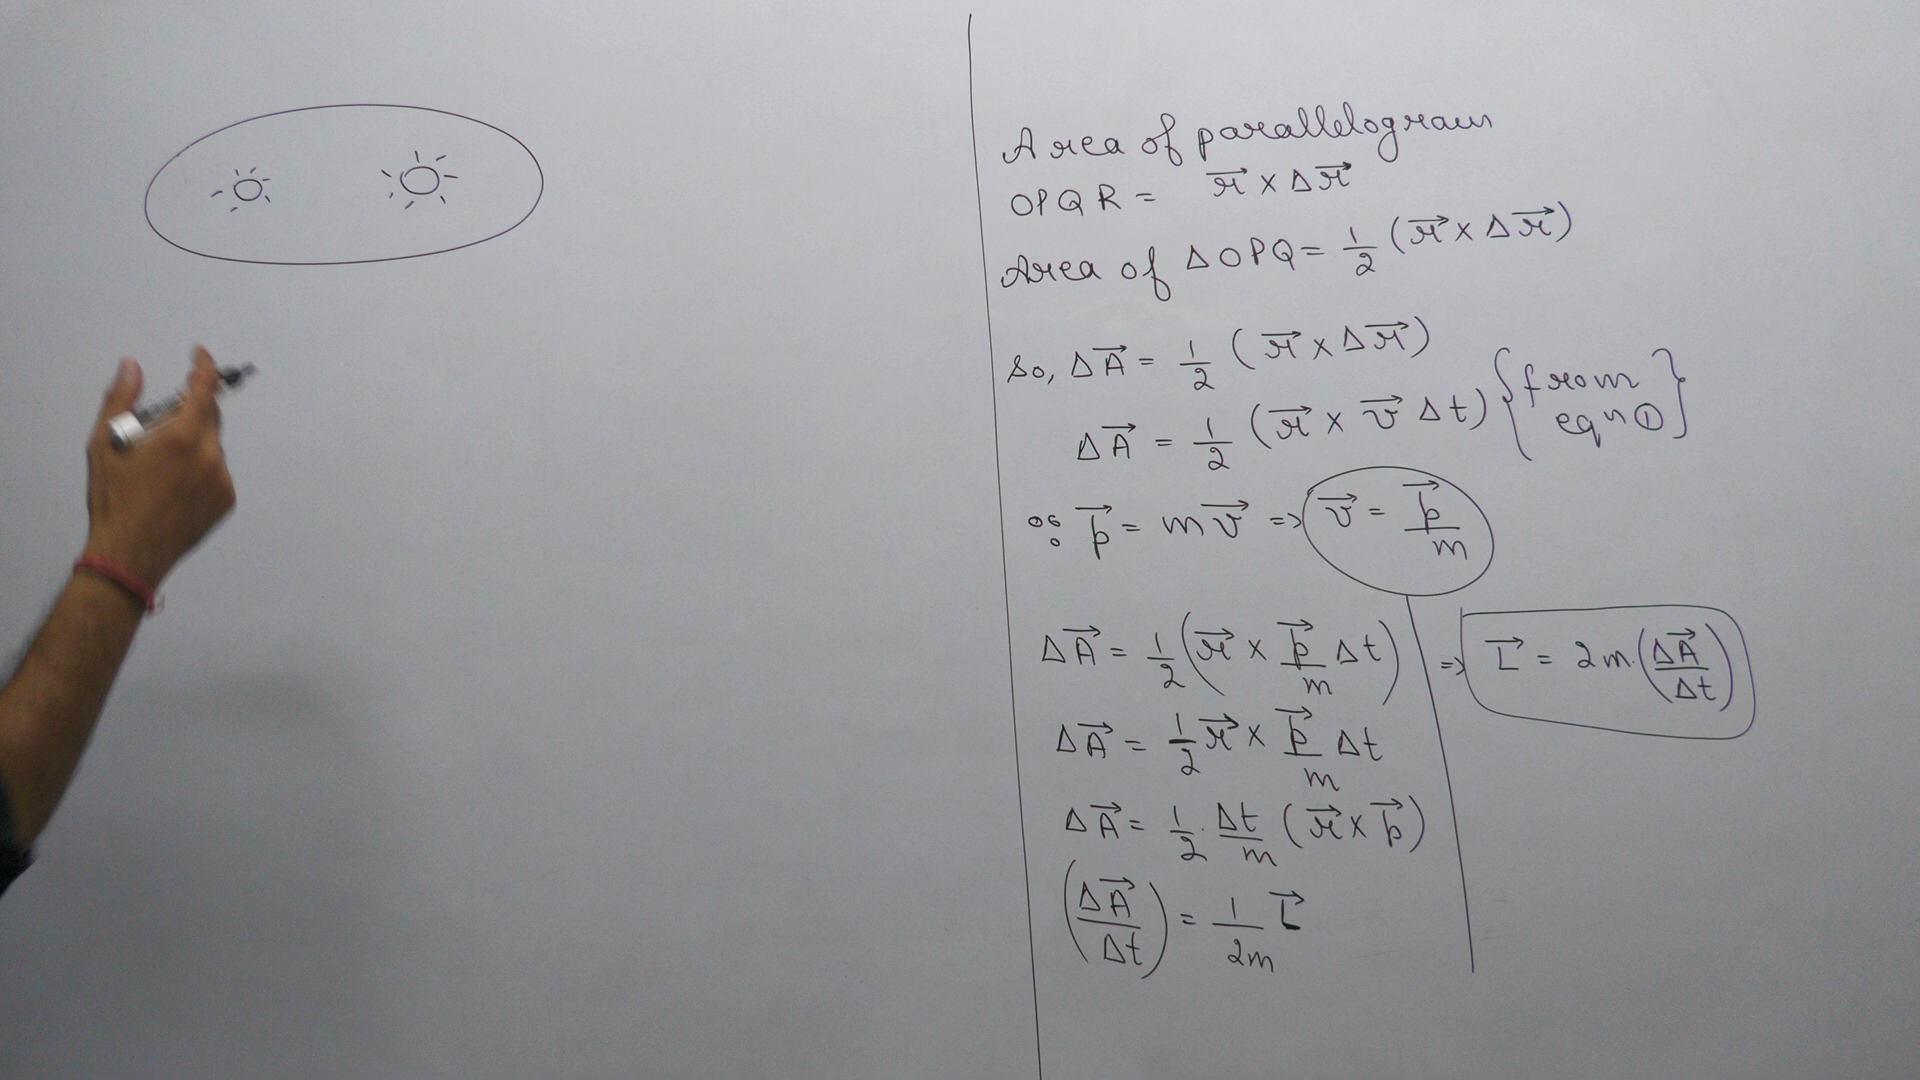 Area of parallelogram
OPQR = r⃗ × Δr⃗
Area of ΔOPQ = 1/2 (r⃗ × Δr⃗)
So, ΔA⃗ = 1/2 (r⃗ × Δr⃗)
ΔA⃗ = 1/2 (r⃗ × v⃗ Δt) {from eqn ①}
∵ p⃗ = mv⃗ => v⃗ = p⃗/m
ΔA⃗ = 1/2 (r⃗ × p⃗/m Δt) => L⃗ = 2m.(ΔA⃗/Δt)
ΔA⃗ = 1/2 r⃗ × p⃗/m Δt
ΔA⃗ = 1/2 . Δt/m (r⃗ × p⃗)
(ΔA⃗/Δt) = 1/2m L⃗